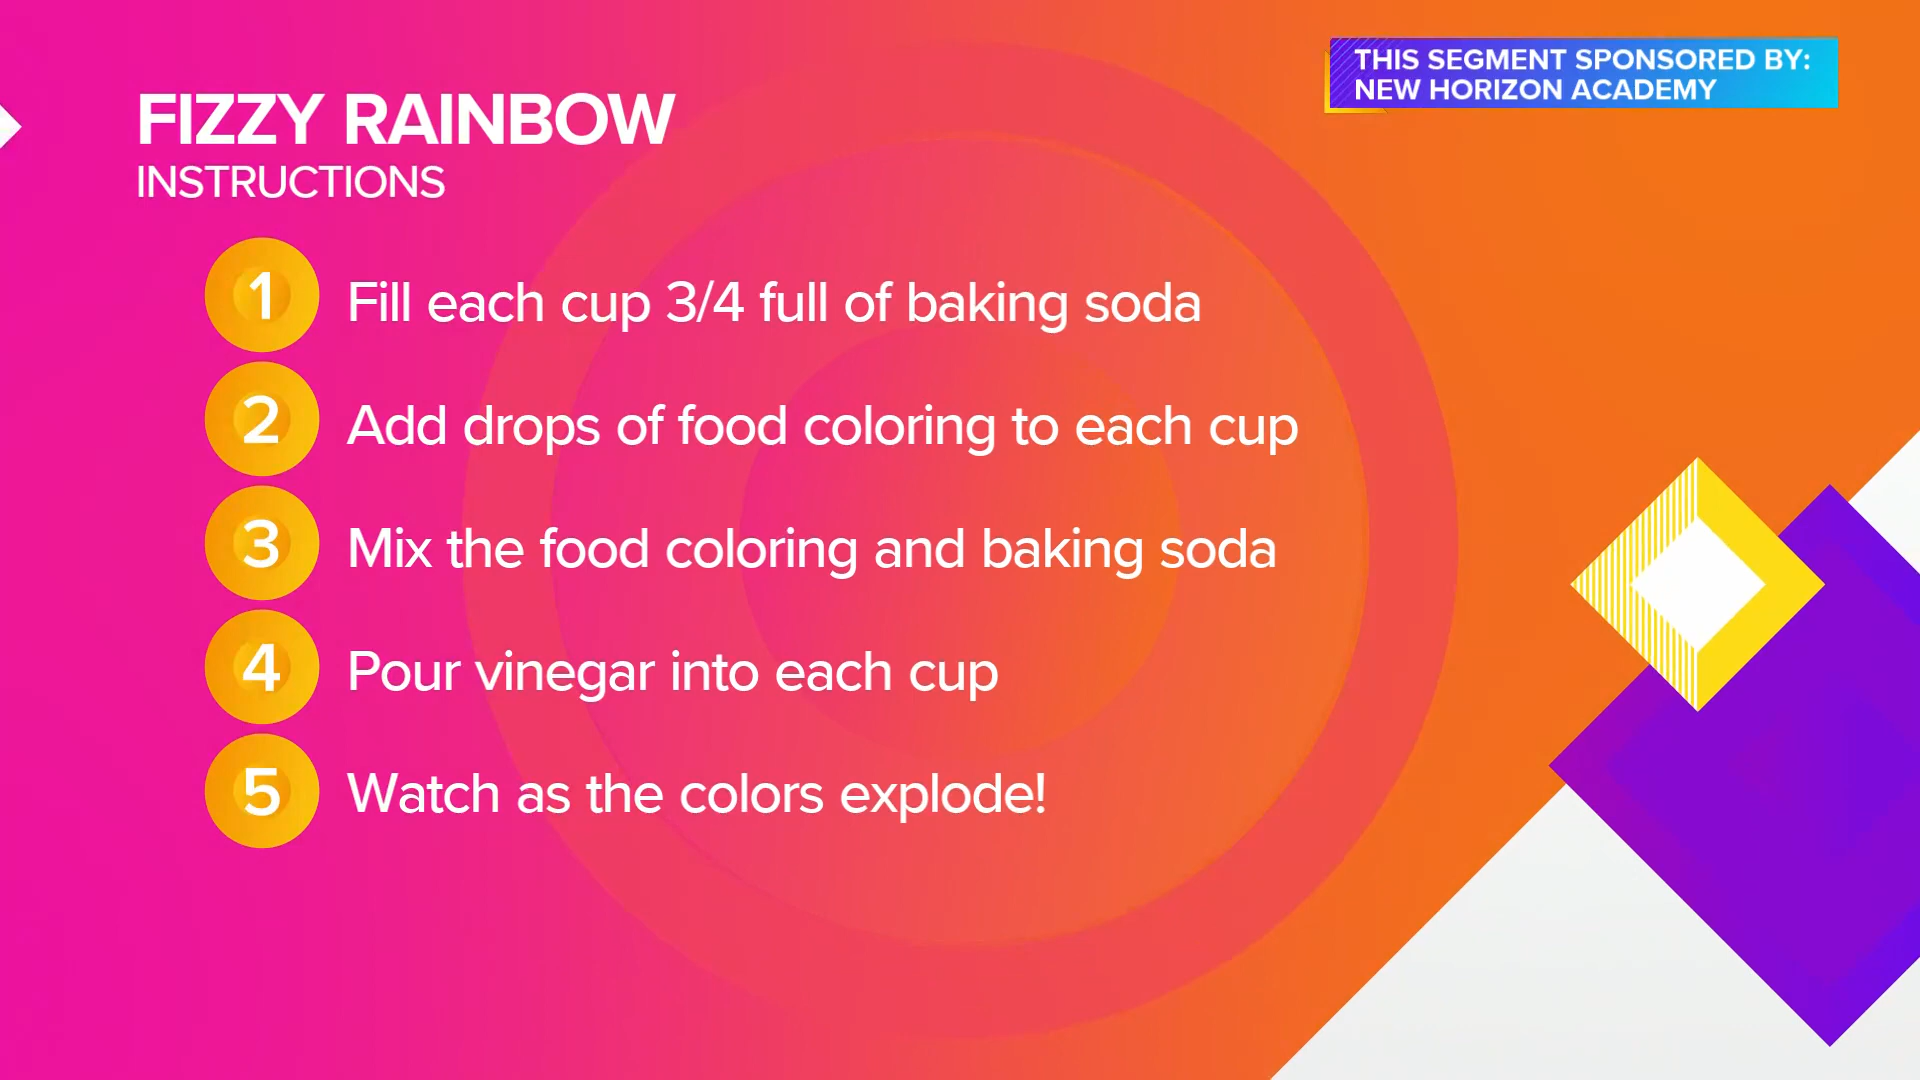 THIS SEGMENT SPONSORED BY:
NEW HORIZON ACADEMY
FIZZY RAINBOW
INSTRUCTIONS
1 Fill each cup 3/4 full of baking soda
2 Add drops of food coloring to each cup
3 Mix the food coloring and baking soda
4 Pour vinegar into each cup
5 Watch as the colors explode!